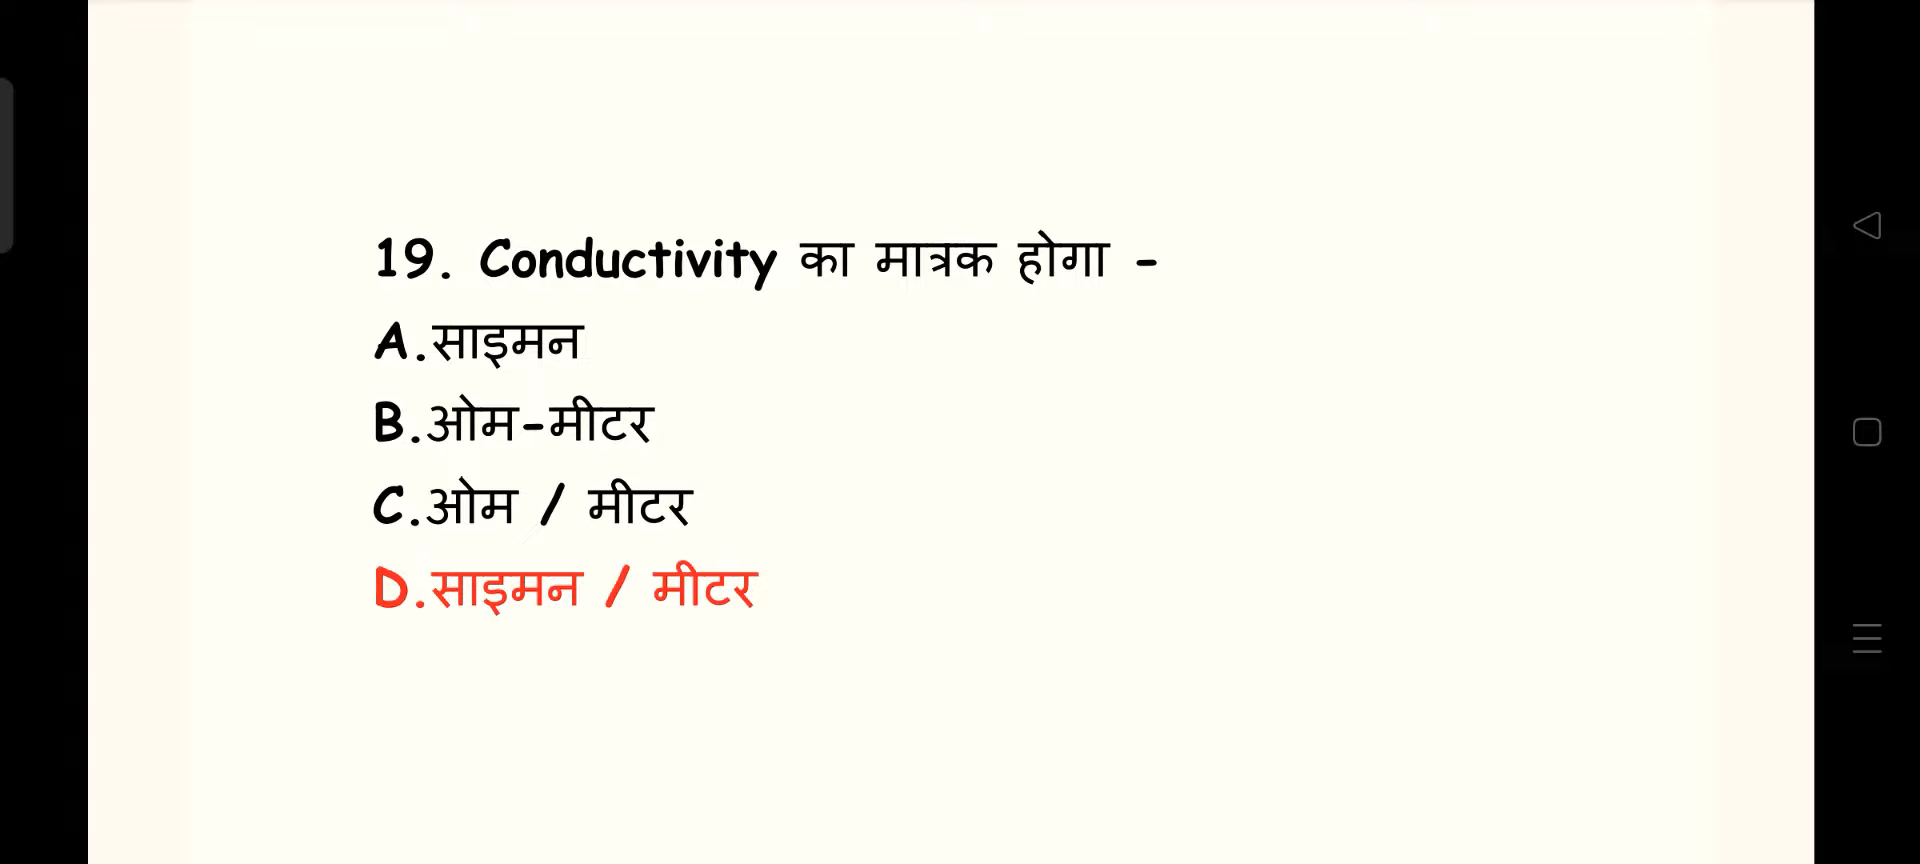 19. Conductivity का मात्रक होगा -
A.साइमन
B.ओम-मीटर
C.ओम / मीटर
D.साइमन / मीटर